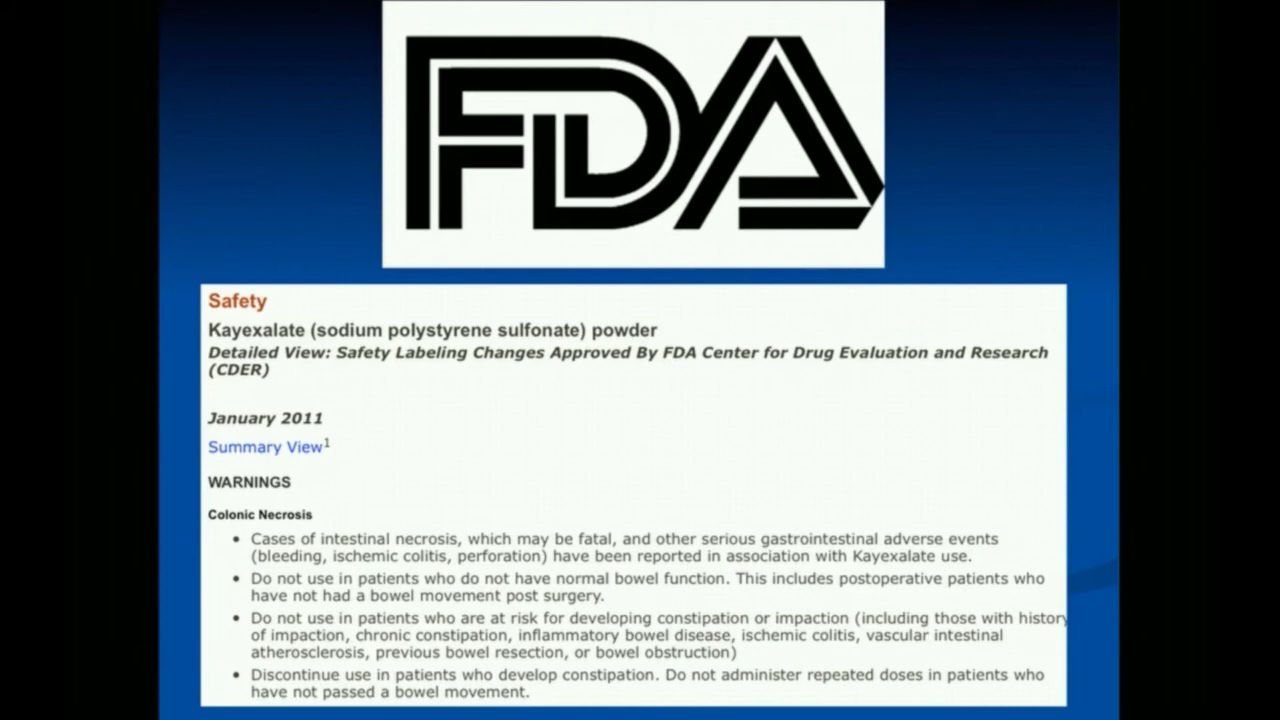 FDA
Safety
Kayexalate (sodium polystyrene sulfonate) powder
Detailed View: Safety Labeling Changes Approved By FDA Center for Drug Evaluation and Research
(CDER)
January 2011
Summary View1
WARNINGS
Colonic Necrosis
• Cases of intestinal necrosis, which may be fatal, and other serious gastrointestinal adverse events
(bleeding, ischemic colitis, perforation) have been reported in association with Kayexalate use.
• Do not use in patients who do not have normal bowel function. This includes postoperative patients who
have not had a bowel movement post surgery.
• Do not use in patients who are at risk for developing constipation or impaction (including those with history
of impaction, chronic constipation, inflammatory bowel disease, ischemic colitis, vascular intestinal
atherosclerosis, previous bowel resection, or bowel obstruction)
• Discontinue use in patients who develop constipation. Do not administer repeated doses in patients who
have not passed a bowel movement.